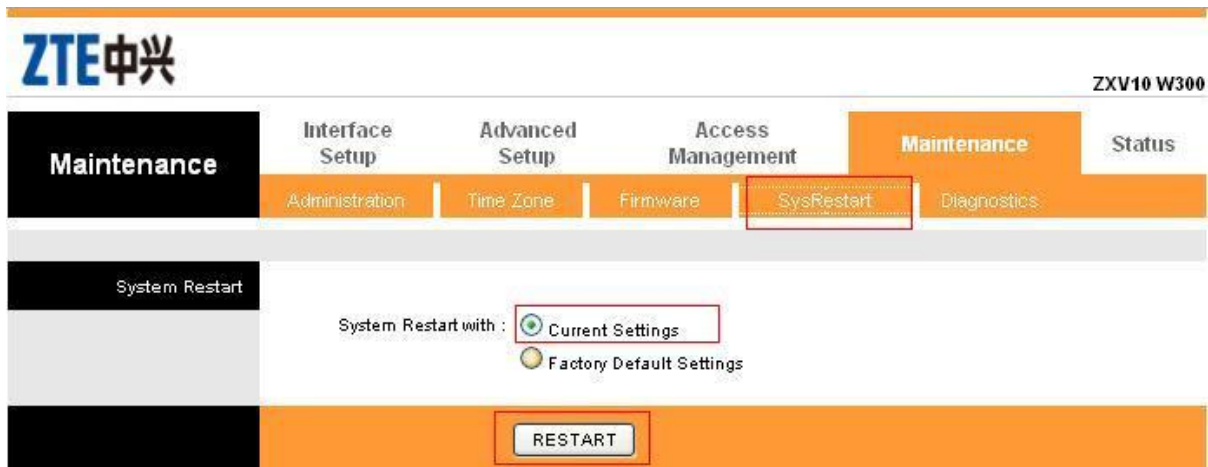 ZTE中兴
ZXV10 W300
Maintenance
Interface Setup
Advanced Setup
Access Management
Maintenance
Status
Administration
Time Zone
Firmware
SysRestart
Diagnostics
System Restart
System Restart with :
Current Settings
Factory Default Settings
RESTART